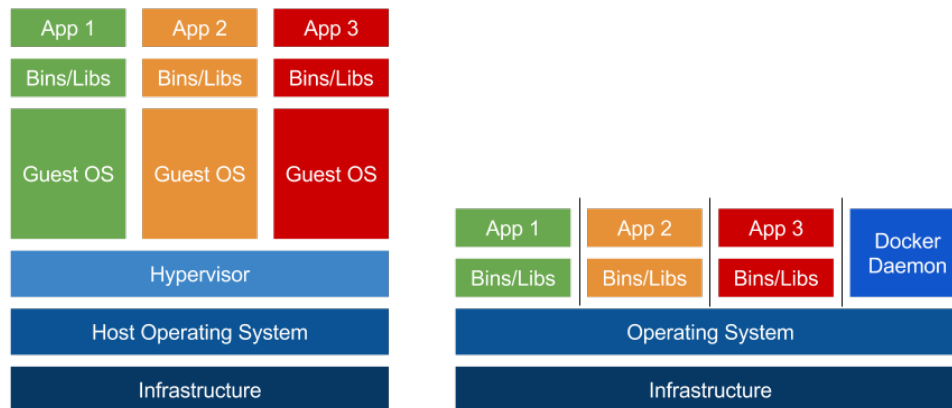 App 1
App 2
App 3
Bins/Libs
Bins/Libs
Bins/Libs
Guest OS
Guest OS
Guest OS
Hypervisor
Host Operating System
Infrastructure
App 1
App 2
App 3
Docker
Daemon
Bins/Libs
Bins/Libs
Bins/Libs
Operating System
Infrastructure